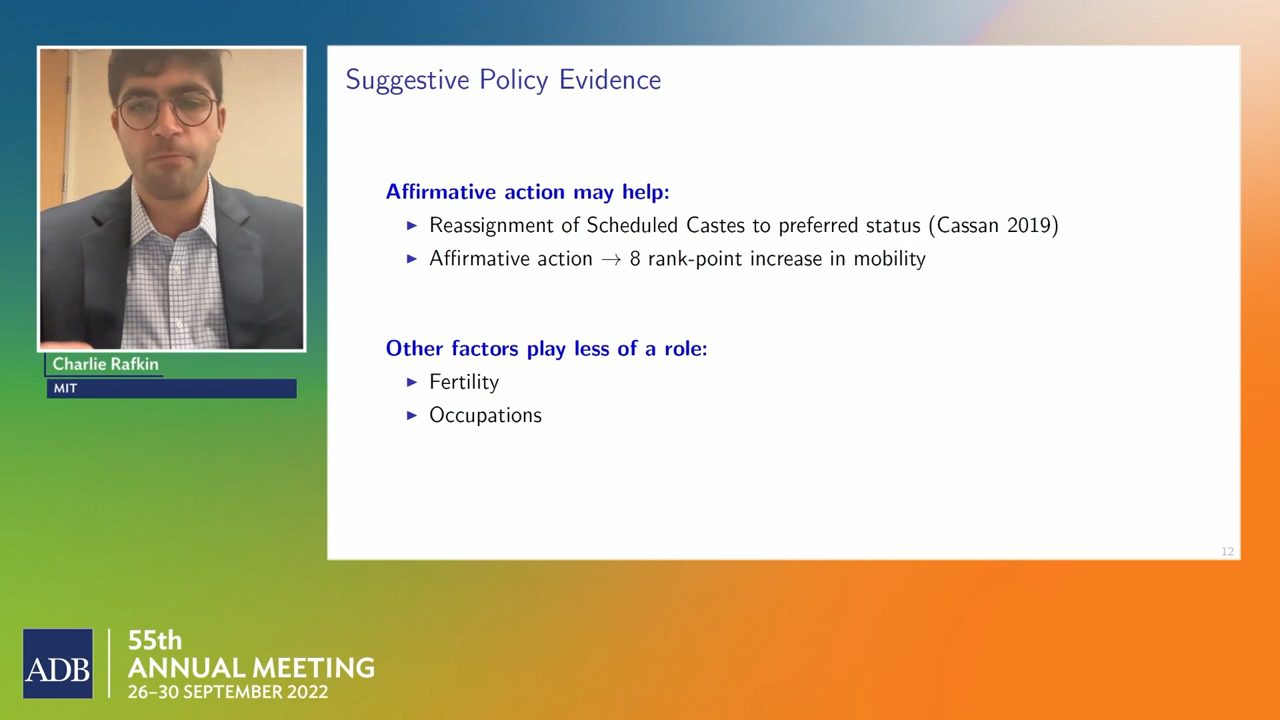 Suggestive Policy Evidence
Affirmative action may help:
► Reassignment of Scheduled Castes to preferred status (Cassan 2019)
► Affirmative action → 8 rank-point increase in mobility
Other factors play less of a role:
► Fertility
► Occupations
12
Charlie Rafkin
MIT
ADB
55th
ANNUAL MEETING
26–30 SEPTEMBER 2022